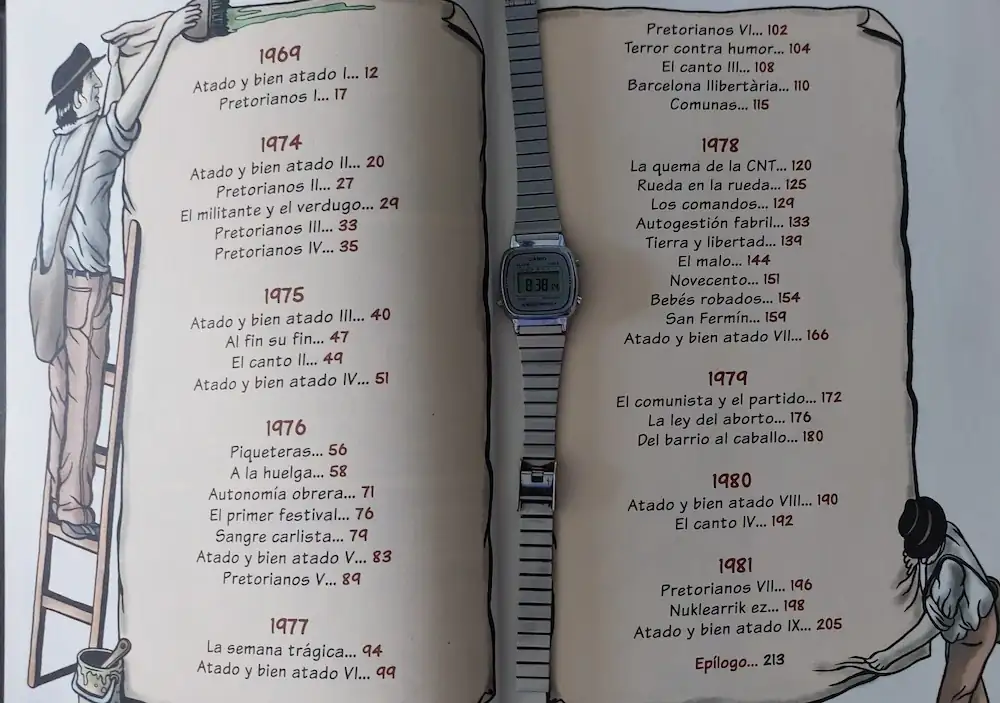 1969
Atado y bien atado I... 12
Pretorianos I... 17
1974
Atado y bien atado II... 20
Pretorianos II... 27
El militante y el verdugo... 29
Pretorianos III... 33
Pretorianos IV... 35
1975
Atado y bien atado III... 40
Al fin su fin... 47
El canto II... 49
Atado y bien atado IV... 51
1976
Piqueteras... 56
A la huelga... 58
Autonomía obrera... 71
El primer festival... 76
Sangre carlista... 79
Atado y bien atado V... 83
Pretorianos V... 89
1977
La semana trágica... 94
Atado y bien atado VI... 99
8:38
Pretorianos VI... 102
Terror contra humor... 104
El canto III... 108
Barcelona llibertària... 110
Comunas... 115
1978
La quema de la CNT... 120
Rueda en la rueda... 125
Los comandos... 129
Autogestión fabril... 133
Tierra y libertad... 139
El malo... 144
Novecento... 151
Bebés robados... 154
San Fermín... 159
Atado y bien atado VII... 166
1979
El comunista y el partido... 172
La ley del aborto... 176
Del barrio al caballo... 180
1980
Atado y bien atado VIII... 190
El canto IV... 192
1981
Pretorianos VII... 196
Nuklearrik ez... 198
Atado y bien atado IX... 205
Epílogo... 213